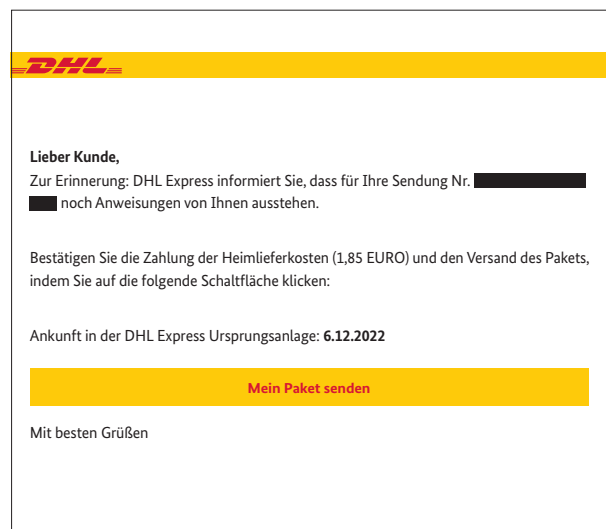 DHL
Lieber Kunde,
Zur Erinnerung: DHL Express informiert Sie, dass für Ihre Sendung Nr.
noch Anweisungen von Ihnen ausstehen.
Bestätigen Sie die Zahlung der Heimlieferkosten (1,85 EURO) und den Versand des Pakets,
indem Sie auf die folgende Schaltfläche klicken:
Ankunft in der DHL Express Ursprungsanlage: 6.12.2022
Mein Paket senden
Mit besten Grüßen